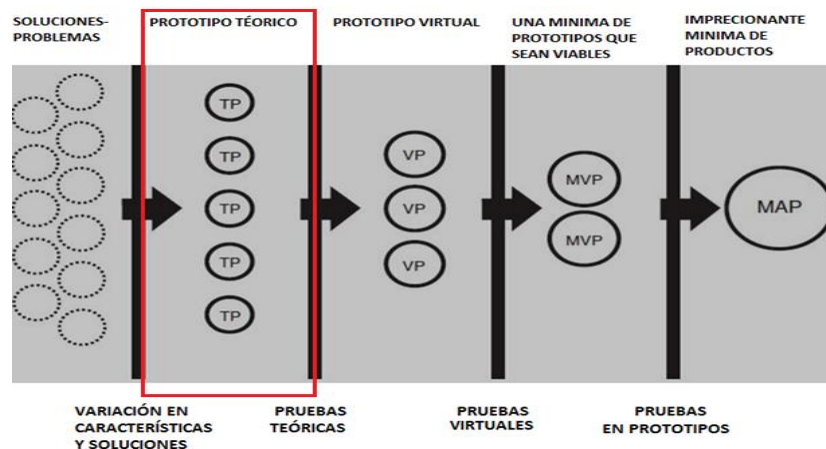 SOLUCIONES-
PROBLEMAS
PROTOTIPO TÉORICO
PROTOTIPO VIRTUAL
UNA MINIMA DE
PROTOTIPOS QUE
SEAN VIABLES
IMPRECIONANTE
MINIMA DE
PRODUCTOS
TP
TP
TP
TP
TP
VP
VP
VP
MVP
MVP
MAP
VARIACIÓN EN
CARACTERÍSTICAS
Y SOLUCIONES
PRUEBAS
TEÓRICAS
PRUEBAS
VIRTUALES
PRUEBAS
EN PROTOTIPOS